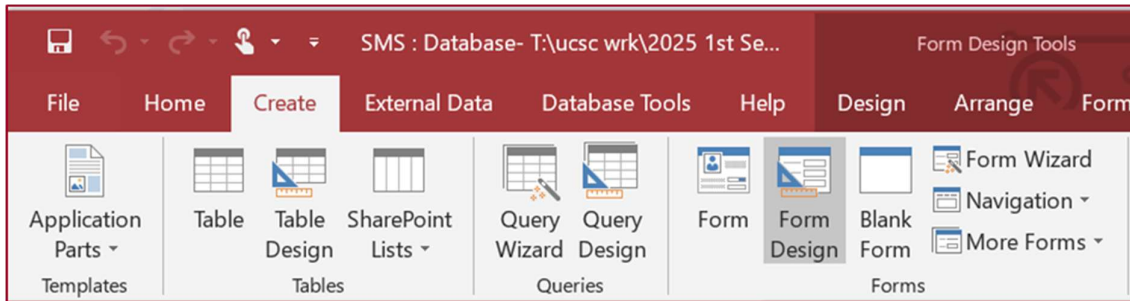 SMS : Database- T:\ucsc wrk\2025 1st Se...
Form Design Tools
File Home Create External Data Database Tools Help Design Arrange Form
Application Parts
Table
Table Design
SharePoint Lists
Query Wizard
Query Design
Form
Form Design
Blank Form
Form Wizard
Navigation
More Forms
Templates
Tables
Queries
Forms